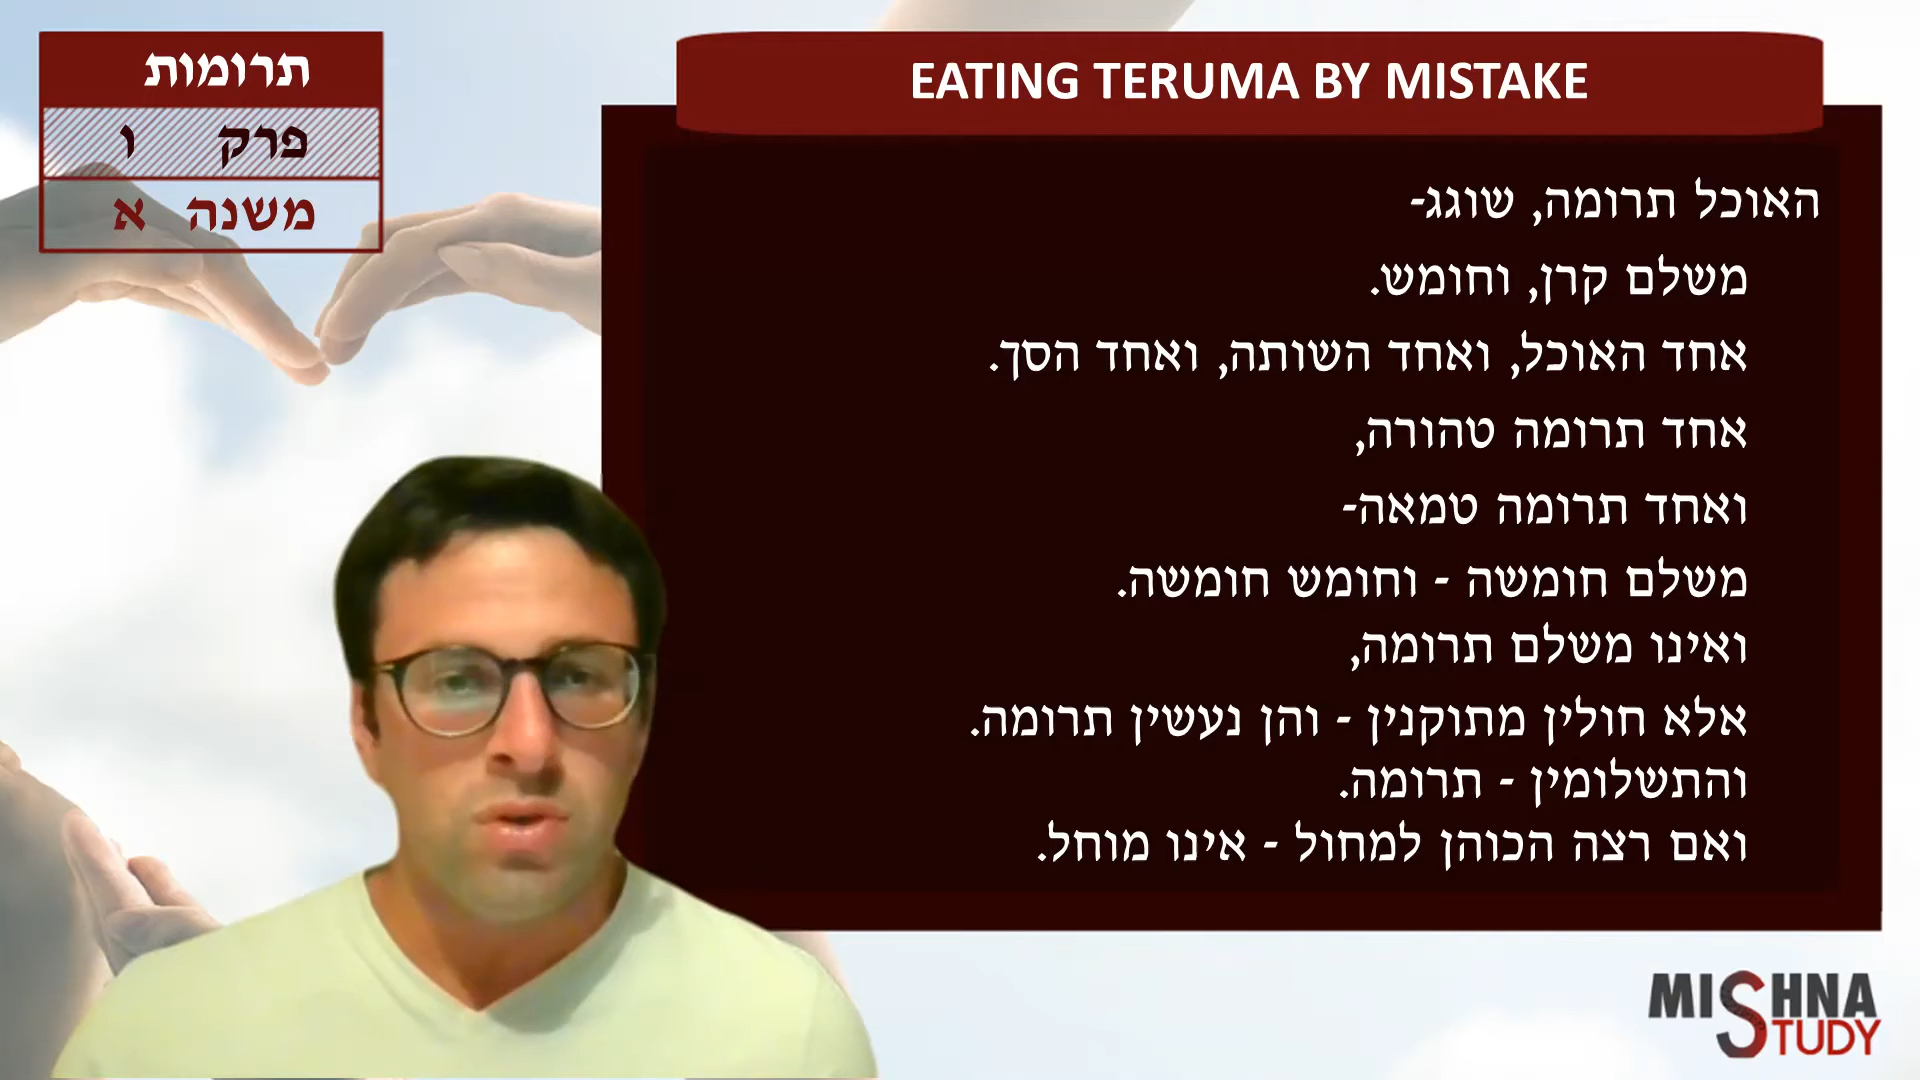 תרומות
פרק ו
משנה א
EATING TERUMA BY MISTAKE
האוכל תרומה, שוגג-
משלם קרן, וחומש.
אחד האוכל, ואחד השותה, ואחד הסך.
אחד תרומה טהורה,
ואחד תרומה טמאה-
משלם חומשה - וחומש חומשה.
ואינו משלם תרומה,
אלא חולין מתוקנין - והן נעשין תרומה.
והתשלומין - תרומה.
ואם רצה הכוהן למחול - אינו מוחל.
MISHNA
STUDY